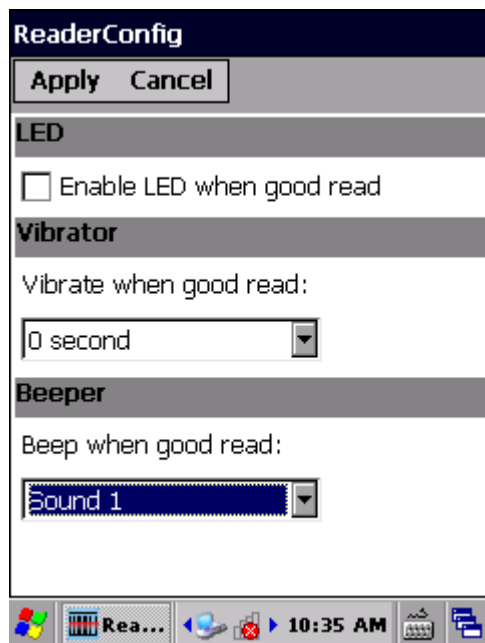 ReaderConfig
Apply Cancel
LED
Enable LED when good read
Vibrator
Vibrate when good read:
0 second
Beeper
Beep when good read:
Sound 1
Rea... 10:35 AM